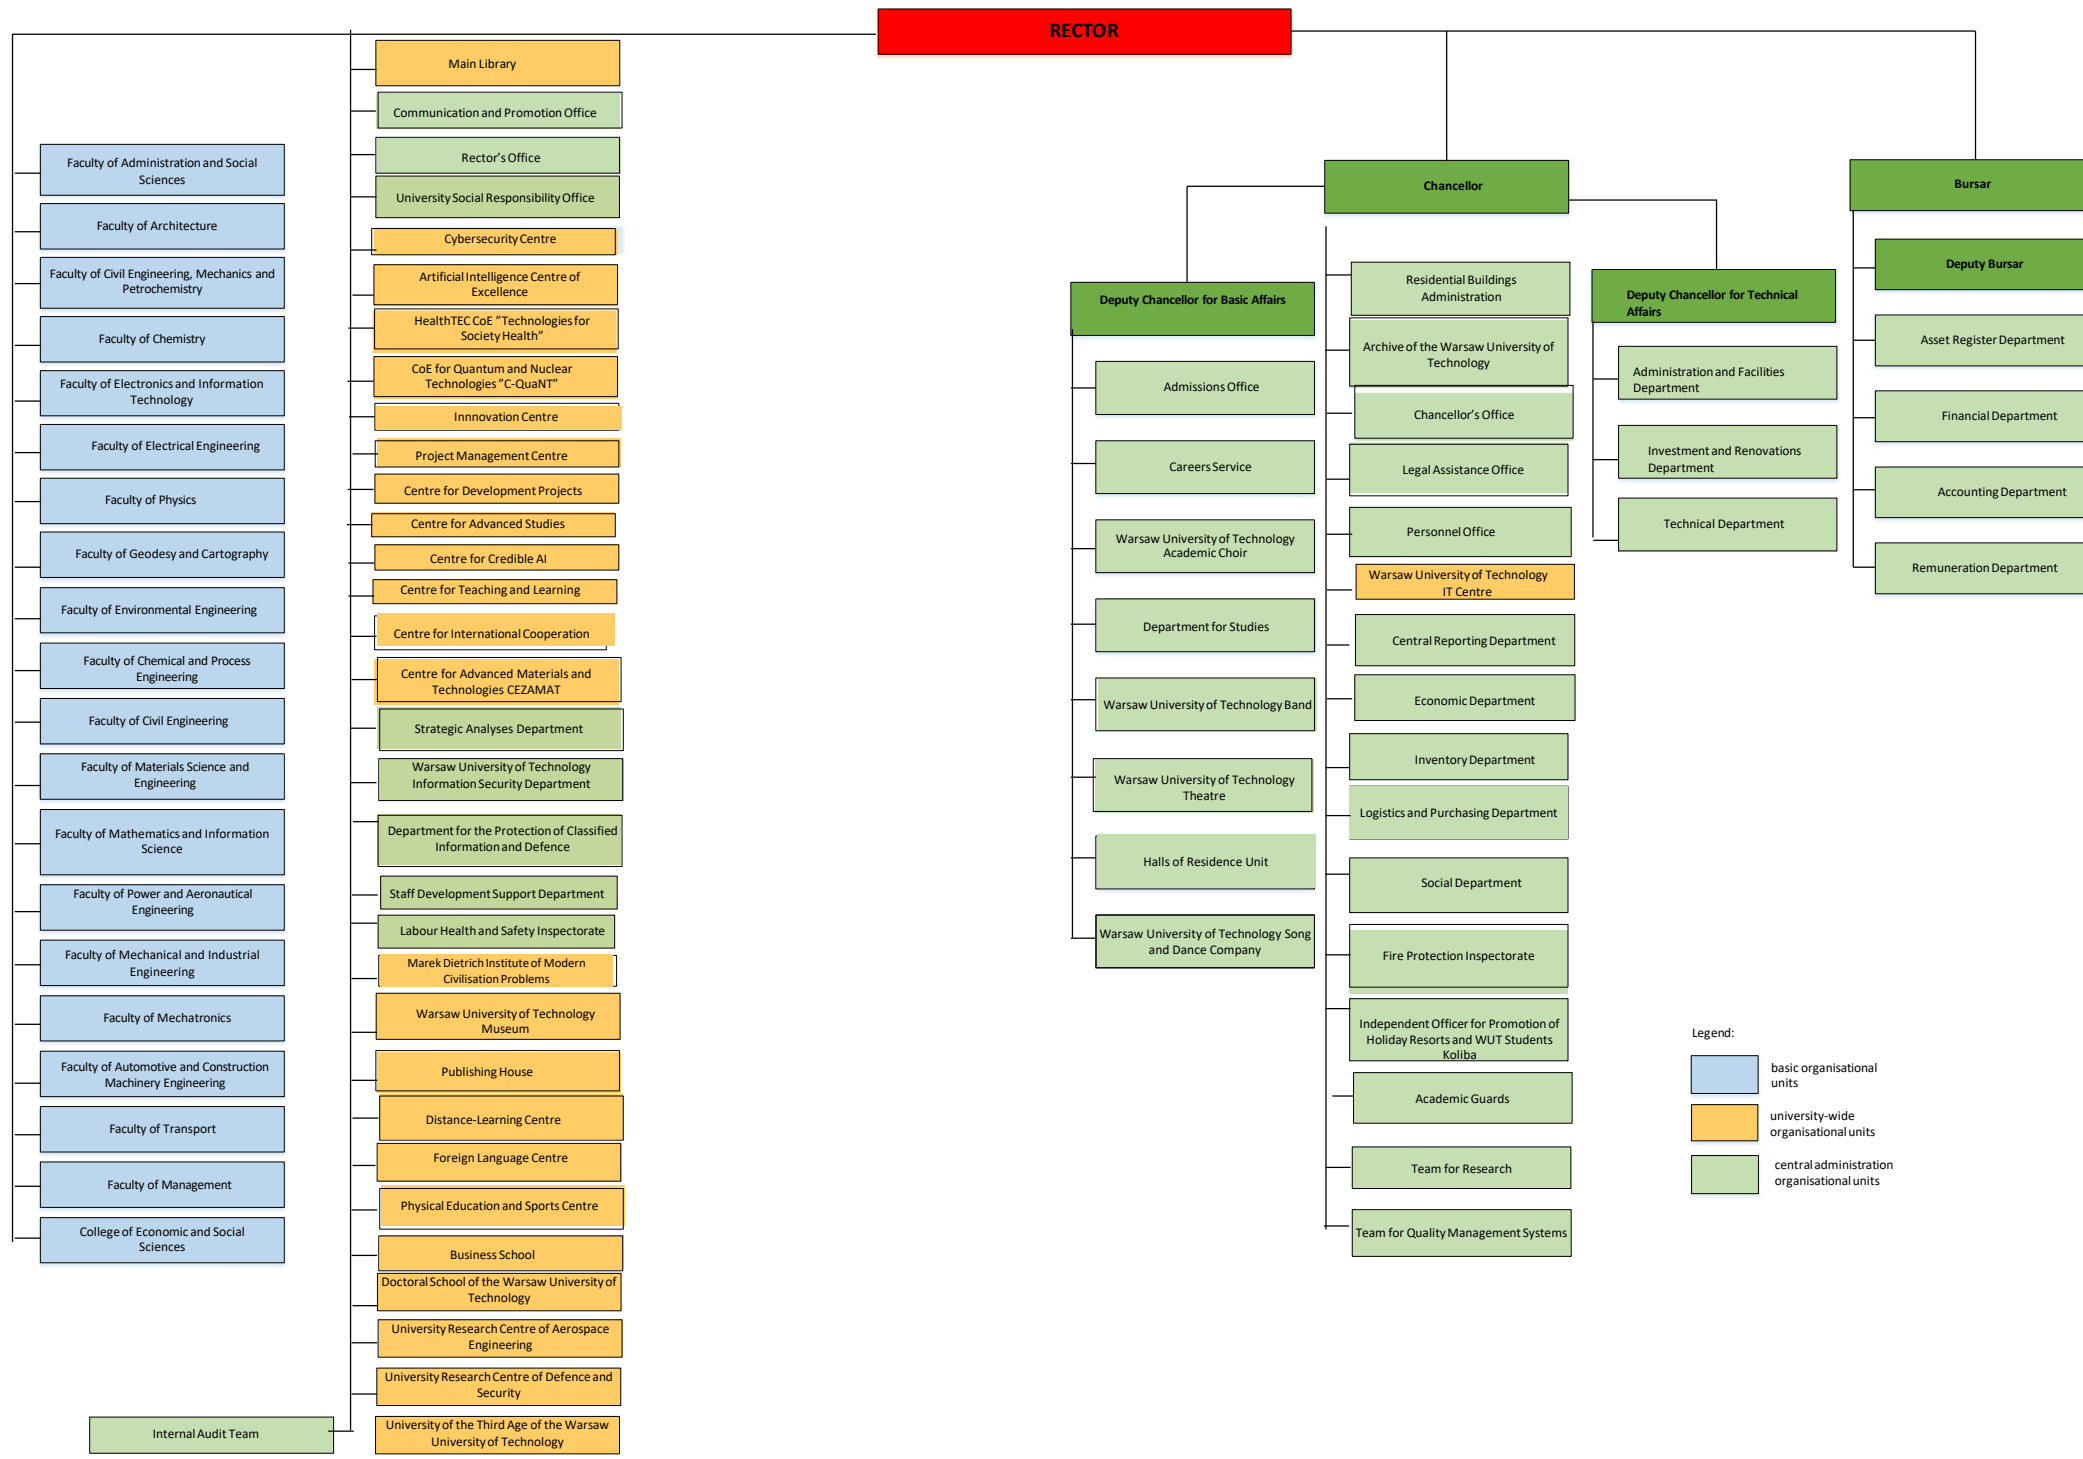 RECTOR
Main Library
Communication and Promotion Office
Rector's Office
University Social Responsibility Office
Cybersecurity Centre
Artificial Intelligence Centre of
Excellence
HealthTEC CoE "Technologies for
Society Health"
CoE for Quantum and Nuclear
Technologies "C-QuaNT"
Innnovation Centre
Project Management Centre
Centre for Development Projects
Centre for Advanced Studies
Centre for Credible AI
Centre for Teaching and Learning
Centre for International Cooperation
Centre for Advanced Materials and
Technologies CEZAMAT
Strategic Analyses Department
Warsaw University of Technology
Information Security Department
Department for the Protection of Classified
Information and Defence
Staff Development Support Department
Labour Health and Safety Inspectorate
Marek Dietrich Institute of Modern
Civilisation Problems
Warsaw University of Technology
Museum
Publishing House
Distance-Learning Centre
Foreign Language Centre
Physical Education and Sports Centre
Business School
Doctoral School of the Warsaw University of
Technology
University Research Centre of Aerospace
Engineering
University Research Centre of Defence and
Security
University of the Third Age of the Warsaw
University of Technology
Internal Audit Team
Faculty of Administration and Social
Sciences
Faculty of Architecture
Faculty of Civil Engineering, Mechanics and
Petrochemistry
Faculty of Chemistry
Faculty of Electronics and Information
Technology
Faculty of Electrical Engineering
Faculty of Physics
Faculty of Geodesy and Cartography
Faculty of Environmental Engineering
Faculty of Chemical and Process
Engineering
Faculty of Civil Engineering
Faculty of Materials Science and
Engineering
Faculty of Mathematics and Information
Science
Faculty of Power and Aeronautical
Engineering
Faculty of Mechanical and Industrial
Engineering
Faculty of Mechatronics
Faculty of Automotive and Construction
Machinery Engineering
Faculty of Transport
Faculty of Management
College of Economic and Social
Sciences
Chancellor
Deputy Chancellor for Basic Affairs
Admissions Office
Careers Service
Warsaw University of Technology
Academic Choir
Department for Studies
Warsaw University of Technology Band
Warsaw University of Technology
Theatre
Halls of Residence Unit
Warsaw University of Technology Song
and Dance Company
Residential Buildings
Administration
Archive of the Warsaw University of
Technology
Chancellor's Office
Legal Assistance Office
Personnel Office
Warsaw University of Technology
IT Centre
Central Reporting Department
Economic Department
Inventory Department
Logistics and Purchasing Department
Social Department
Fire Protection Inspectorate
Independent Officer for Promotion of
Holiday Resorts and WUT Students
Koliba
Academic Guards
Team for Research
Team for Quality Management Systems
Deputy Chancellor for Technical
Affairs
Administration and Facilities
Department
Investment and Renovations
Department
Technical Department
Bursar
Deputy Bursar
Asset Register Department
Financial Department
Accounting Department
Remuneration Department
Legend:
basic organisational
units
university-wide
organisational units
central administration
organisational units